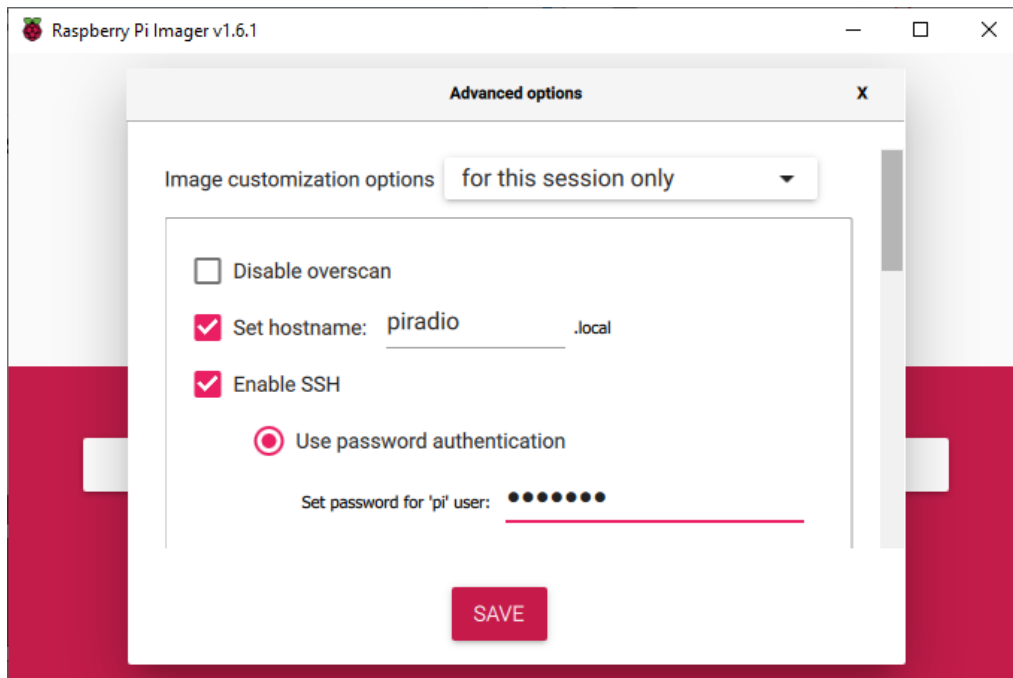 Raspberry Pi Imager v1.6.1
Advanced options X
Image customization options for this session only
Disable overscan
Set hostname: piradio .local
Enable SSH
Use password authentication
Set password for 'pi' user: •••••••
SAVE